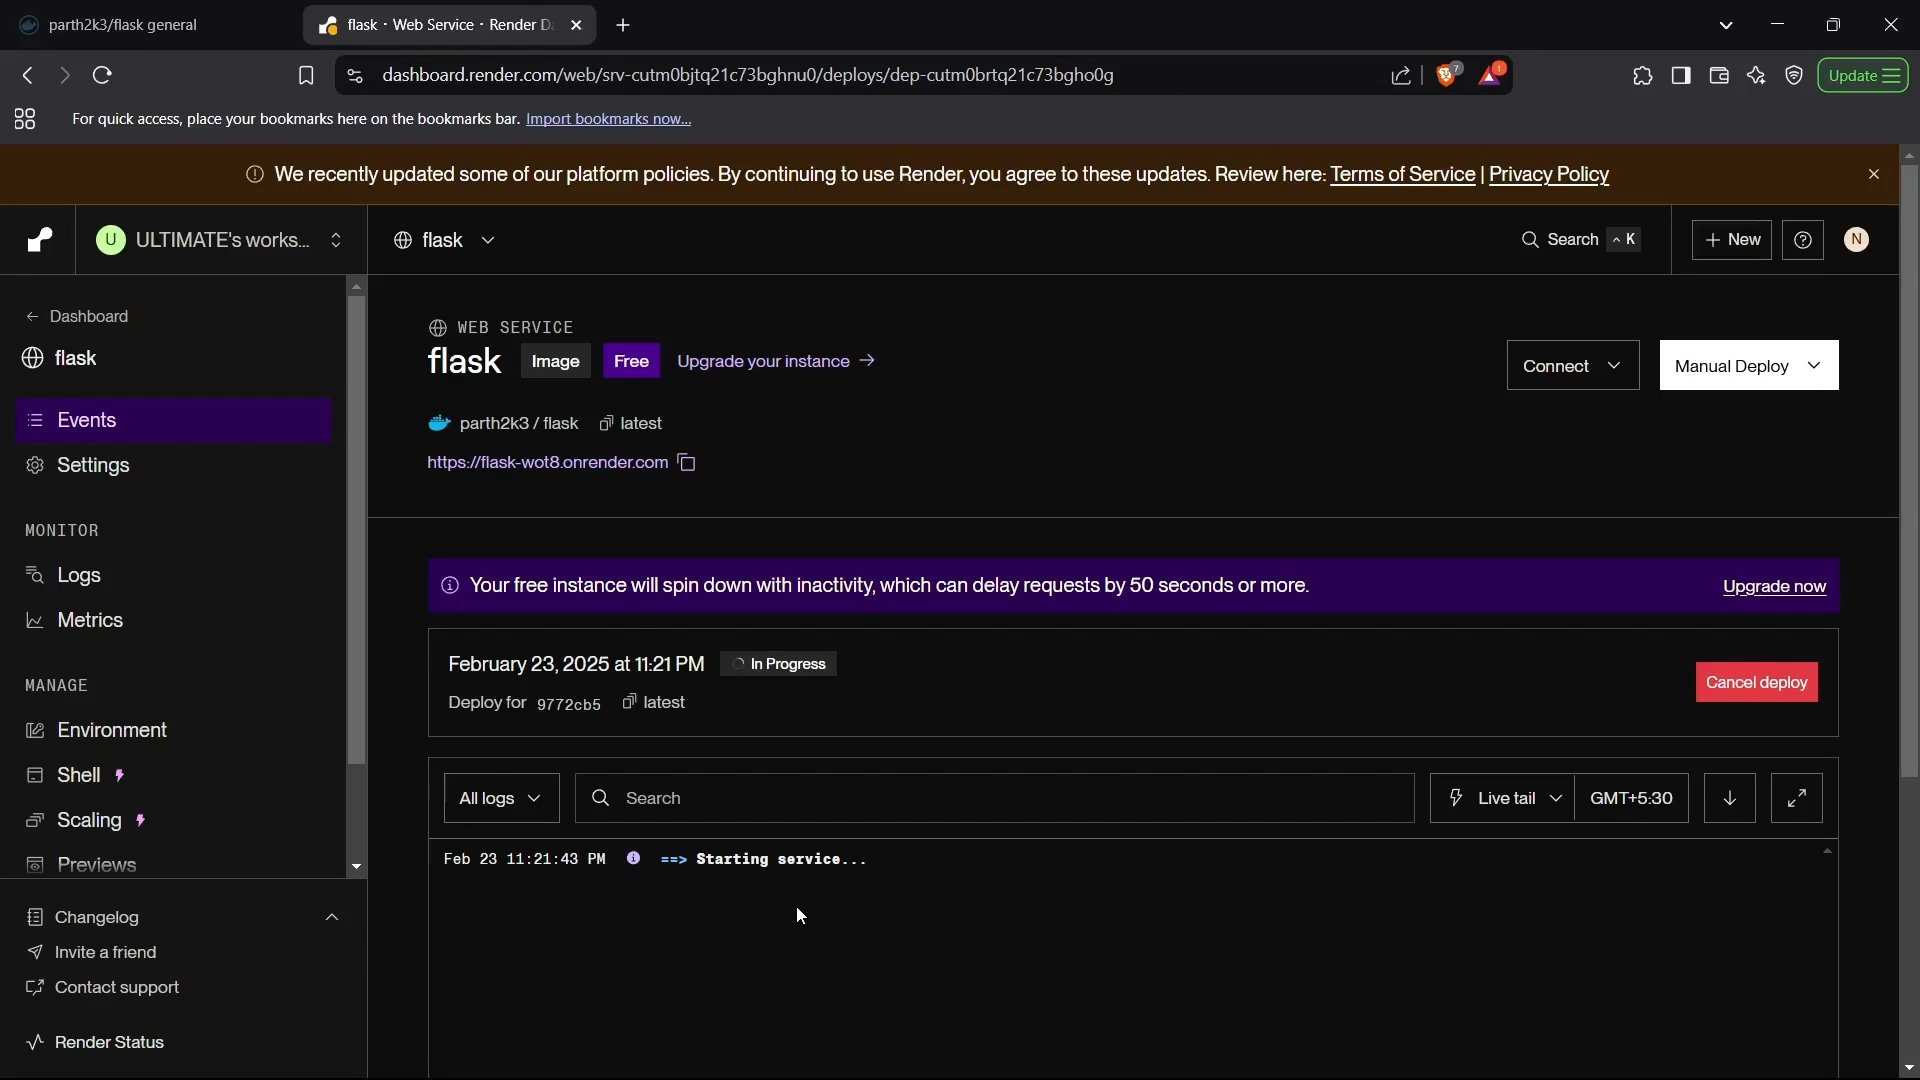 parth2k3/flask general
flask · Web Service · Render D
dashboard.render.com/web/srv-cutm0bjtq21c73bghnu0/deploys/dep-cutm0brtq21c73bgho0g
7
1
Update
For quick access, place your bookmarks here on the bookmarks bar. Import bookmarks now...
We recently updated some of our platform policies. By continuing to use Render, you agree to these updates. Review here: Terms of Service | Privacy Policy
U ULTIMATE's works...
flask
Search ^ K
+ New
N
Dashboard
flask
Events
Settings
MONITOR
Logs
Metrics
MANAGE
Environment
Shell
Scaling
Previews
Changelog
Invite a friend
Contact support
Render Status
WEB SERVICE
flask Image Free Upgrade your instance →
Connect
Manual Deploy
parth2k3 / flask latest
https://flask-wot8.onrender.com
Your free instance will spin down with inactivity, which can delay requests by 50 seconds or more.
Upgrade now
February 23, 2025 at 11:21 PM In Progress
Deploy for 9772cb5 latest
Cancel deploy
All logs
Search
Live tail
GMT+5:30
Feb 23 11:21:43 PM ==> Starting service...